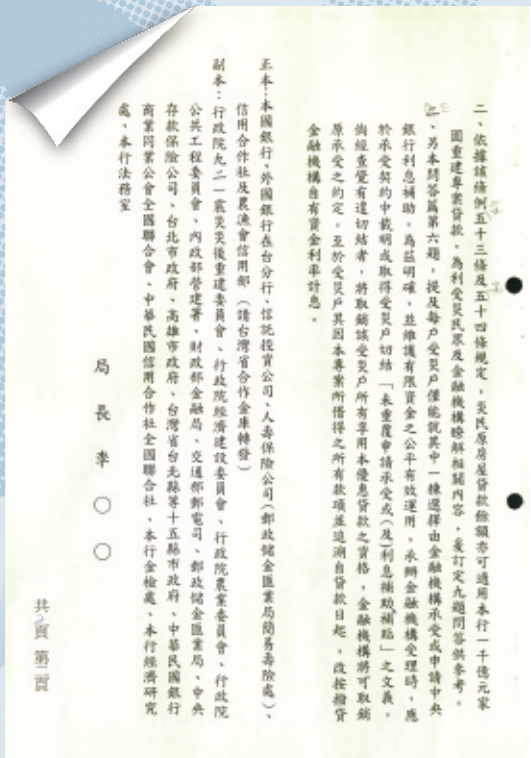 二、依據該條例五十三條及五十四條規定，災民原房屋貸款餘額亦可適用本行一千億元家
園重建專案貸款，為利受災民眾及金融機構瞭解相關內容，爰訂定九題問答供參考。
三、另本問答篇第六題，提及每戶受災戶僅能就其中一棟選擇由金融機構承受或申請中央
銀行利息補助，為益明確，並維護有限資金之公平有效運用，承辦金融機構受理時，應
於承受契約中載明或取得受災戶切結「未重覆申請承受或(及)利息補助補貼」之文義，
倘經查覺有違切結者，將取銷該受災戶所有享用本優惠貸款之資格，金融機構將可取銷
原承受之約定，至於受災戶其因本專案所借得之所有款項並追溯自貸款日起，改按撥貸
金融機構自有資金利率計息。
正本：本國銀行、外國銀行在台分行、信託投資公司、人壽保險公司(郵政儲金匯業局簡易壽險處)、
信用合作社及農漁會信用部（請台灣省合作金庫轉發）
副本：行政院九二一震災災後重建委員會、行政院經濟建設委員會、行政院農業委員會、行政院
公共工程委員會、內政部營建署、財政部金融局、交通部郵電司、郵政儲金匯業局、中央
存款保險公司、台北市政府、高雄市政府、台灣省台北縣等十五縣市政府、中華民國銀行
商業同業公會全國聯合會、中華民國信用合作社全國聯合社、本行金檢處、本行經濟研究
處、本行法務室
局長李○○
共 頁 第 頁